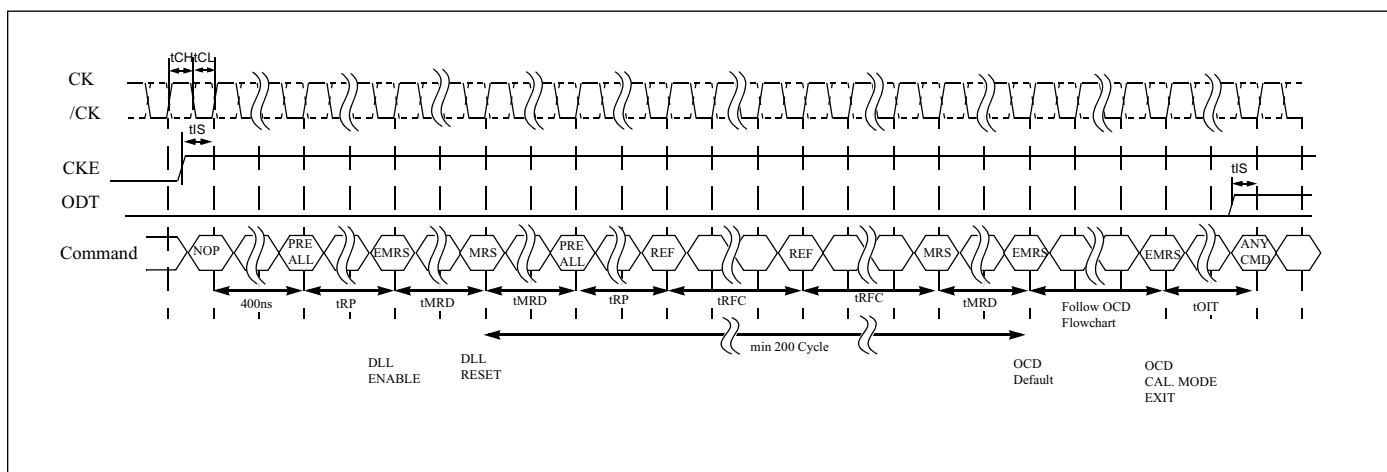 tCH tCL
CK
/CK
tIS
CKE
tIS
ODT
Command
NOP
PRE
ALL
EMRS
MRS
PRE
ALL
REF
REF
MRS
EMRS
EMRS
ANY
CMD
400ns
tRP
tMRD
tMRD
tRP
tRFC
tRFC
tMRD
Follow OCD
Flowchart
tOIT
min 200 Cycle
DLL
ENABLE
DLL
RESET
OCD
Default
OCD
CAL. MODE
EXIT